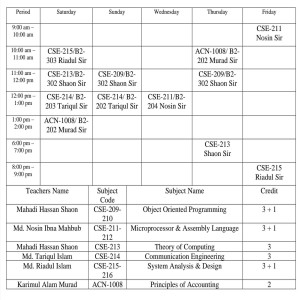 Period Saturday Sunday Wednesday Thursday Friday
9:00 am – 10:00 am CSE-211 Nosin Sir
10:00 am – 11:00 am CSE-215/B2-303 Riadul Sir ACN-1008/ B2-202 Murad Sir
11:00 am – 12:00 pm CSE-213/B2-302 Shaon Sir CSE-209/B2-302 Shaon Sir CSE-209/B2-302 Shaon Sir
12:00 pm – 1:00 pm CSE-214/ B2-203 Tariqul Sir CSE-214/ B2-202 Tariqul Sir CSE-211/B2-204 Nosin Sir
1:00 pm – 2:00 pm ACN-1008/ B2-202 Murad Sir
6:00 pm – 7:00 pm CSE-213 Shaon Sir
8:00 pm – 9:00 pm CSE-215 Riadul Sir
Teachers Name Subject Code Subject Name Credit
Mahadi Hassan Shaon CSE-209-210 Object Oriented Programming 3 + 1
Md. Nosin Ibna Mahbub CSE-211-212 Microprocessor & Assembly Language 3 + 1
Mahadi Hassan Shaon CSE-213 Theory of Computing 3
Md. Tariqul Islam CSE-214 Communication Engineering 3
Md. Riadul Islam CSE-215-216 System Analysis & Design 3 + 1
Karimul Alam Murad ACN-1008 Principles of Accounting 2